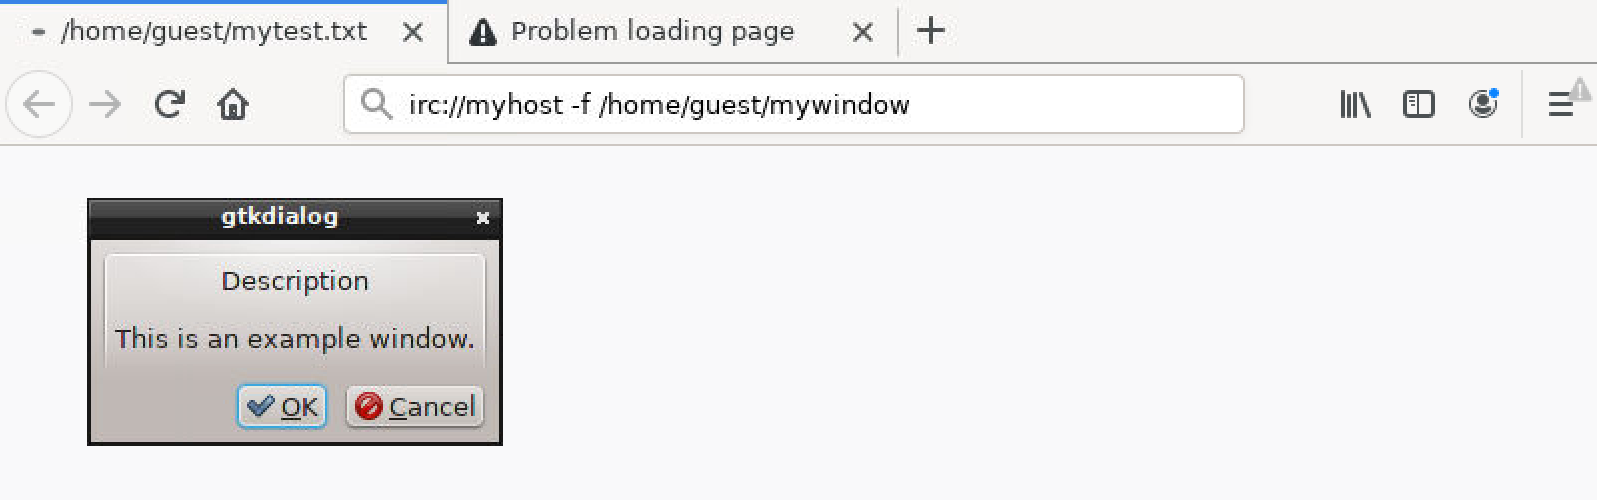 /home/guest/mytest.txt
Problem loading page
irc://myhost -f /home/guest/mywindow
gtkdialog
Description
This is an example window.
OK
Cancel